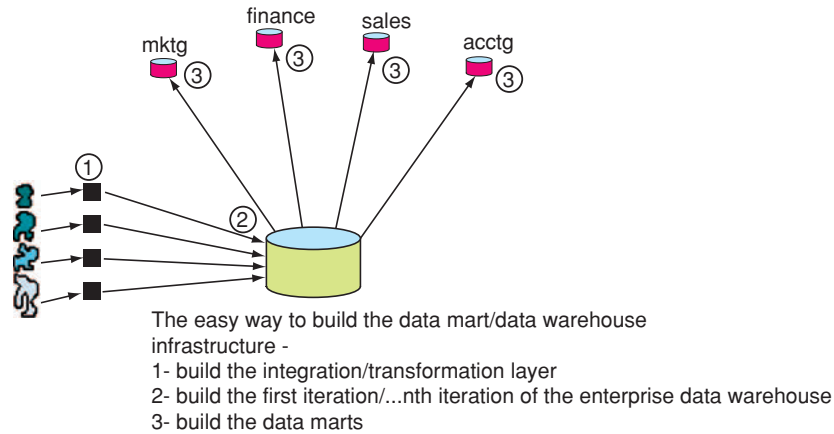 finance
sales
mktg
acctg
3
3
3
3
1
2
The easy way to build the data mart/data warehouse
infrastructure -
1- build the integration/transformation layer
2- build the first iteration/...nth iteration of the enterprise data warehouse
3- build the data marts